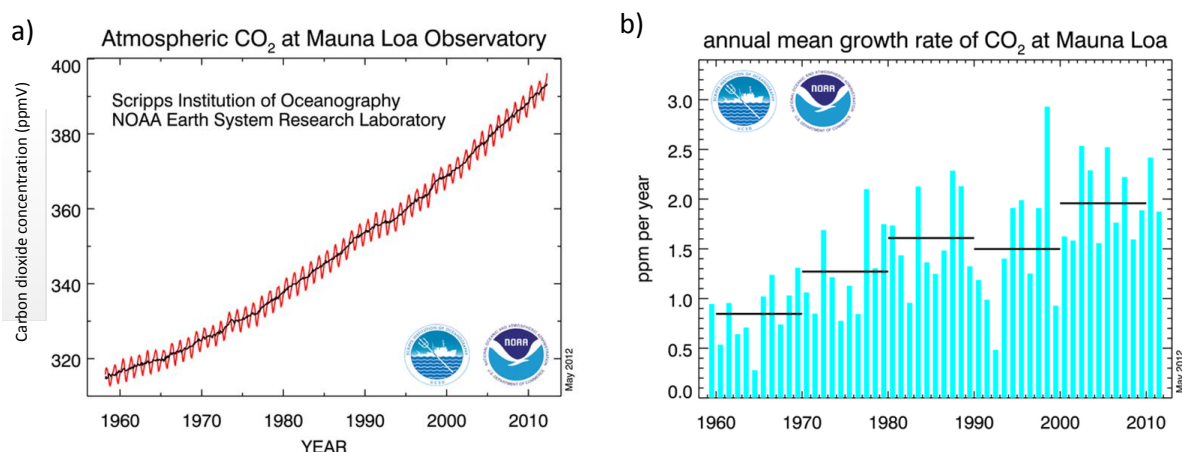 a)
Atmospheric CO2 at Mauna Loa Observatory
Carbon dioxide concentration (ppmV)
400
380
360
340
320
Scripps Institution of Oceanography
NOAA Earth System Research Laboratory
NOAA
May 2012
1960 1970 1980 1990 2000 2010
YEAR
b)
annual mean growth rate of CO2 at Mauna Loa
NOAA
ppm per year
3.0
2.5
2.0
1.5
1.0
0.5
0.0
May 2012
1960 1970 1980 1990 2000 2010